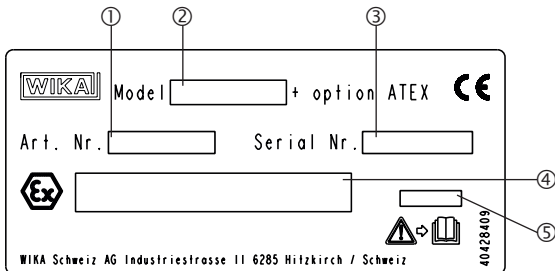 ① ② ③
WIKA Model + option ATEX CE
Art. Nr. Serial Nr.
Ex ④
⑤
WIKA Schweiz AG Industriestrasse 11 6285 Hitzkirch / Schweiz
40428409